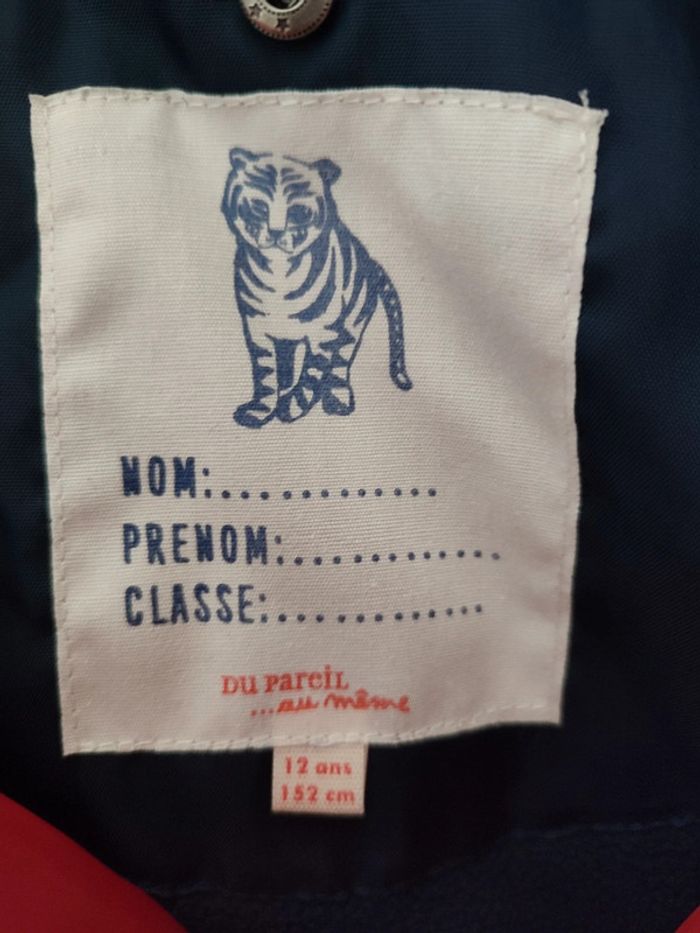 NOM:.............
PRENOM:.............
CLASSE:.............
DU PAREIL
...au même
12 ans
152 cm